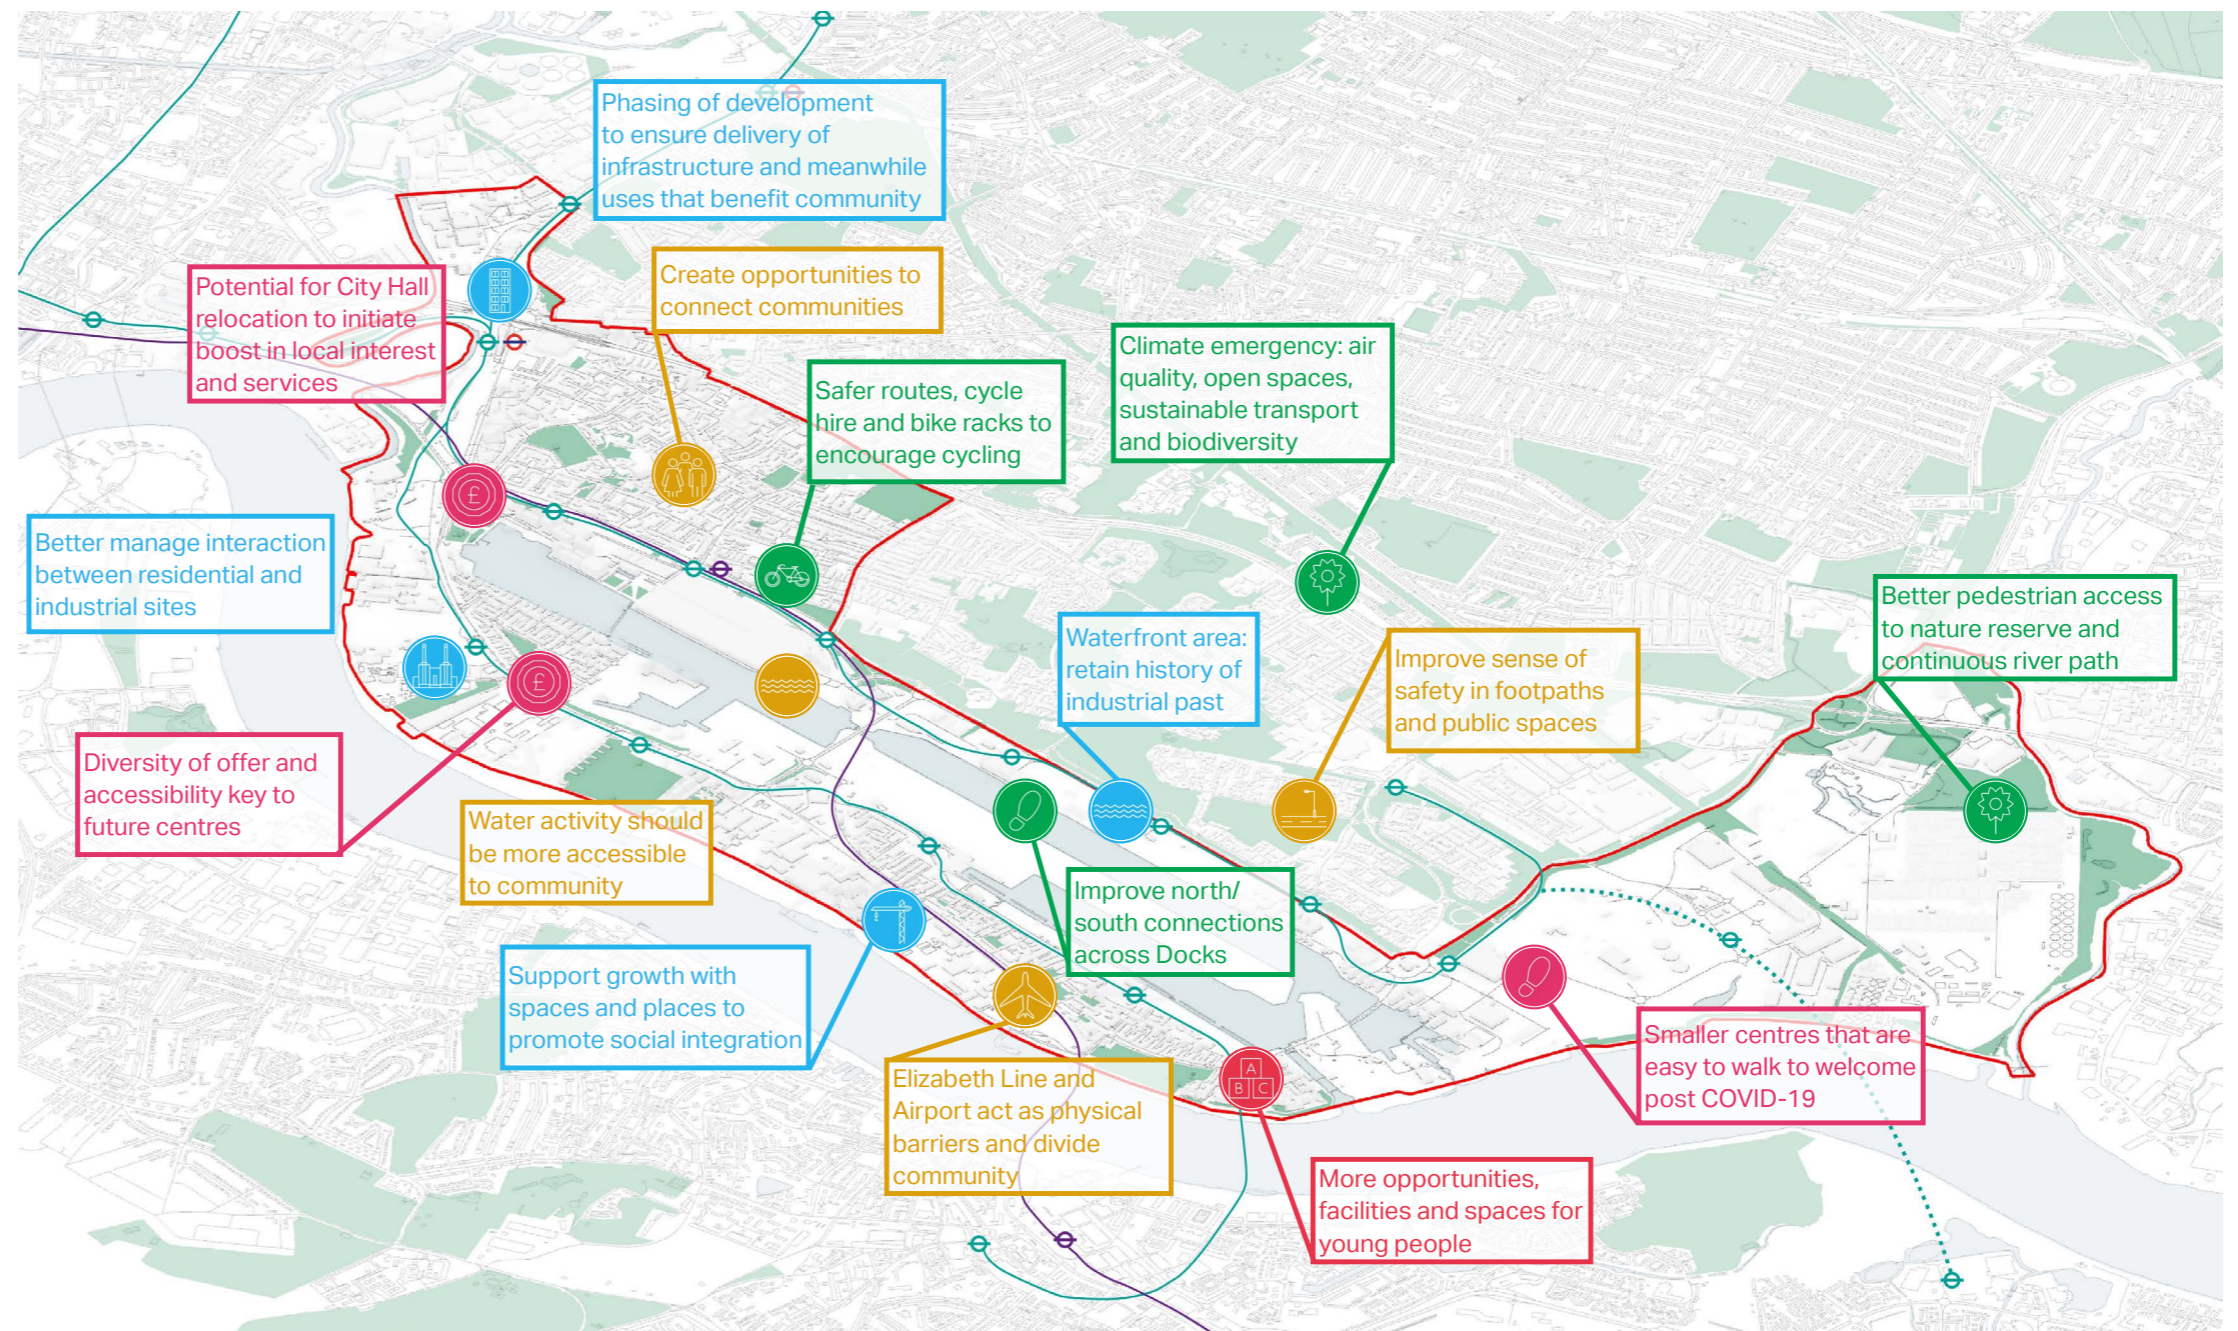 Phasing of development
to ensure delivery of
infrastructure and meanwhile
uses that benefit community
Potential for City Hall
relocation to initiate
boost in local interest
and services
Create opportunities to
connect communities
Safer routes, cycle
hire and bike racks to
encourage cycling
Climate emergency: air
quality, open spaces,
sustainable transport
and biodiversity
Better manage interaction
between residential and
industrial sites
£
£
Waterfront area:
retain history of
industrial past
Improve sense of
safety in footpaths
and public spaces
Better pedestrian access
to nature reserve and
continuous river path
Diversity of offer and
accessibility key to
future centres
Water activity should
be more accessible
to community
Improve north/
south connections
across Docks
Support growth with
spaces and places to
promote social integration
Elizabeth Line and
Airport act as physical
barriers and divide
community
A
B C
Smaller centres that are
easy to walk to welcome
post COVID-19
More opportunities,
facilities and spaces for
young people